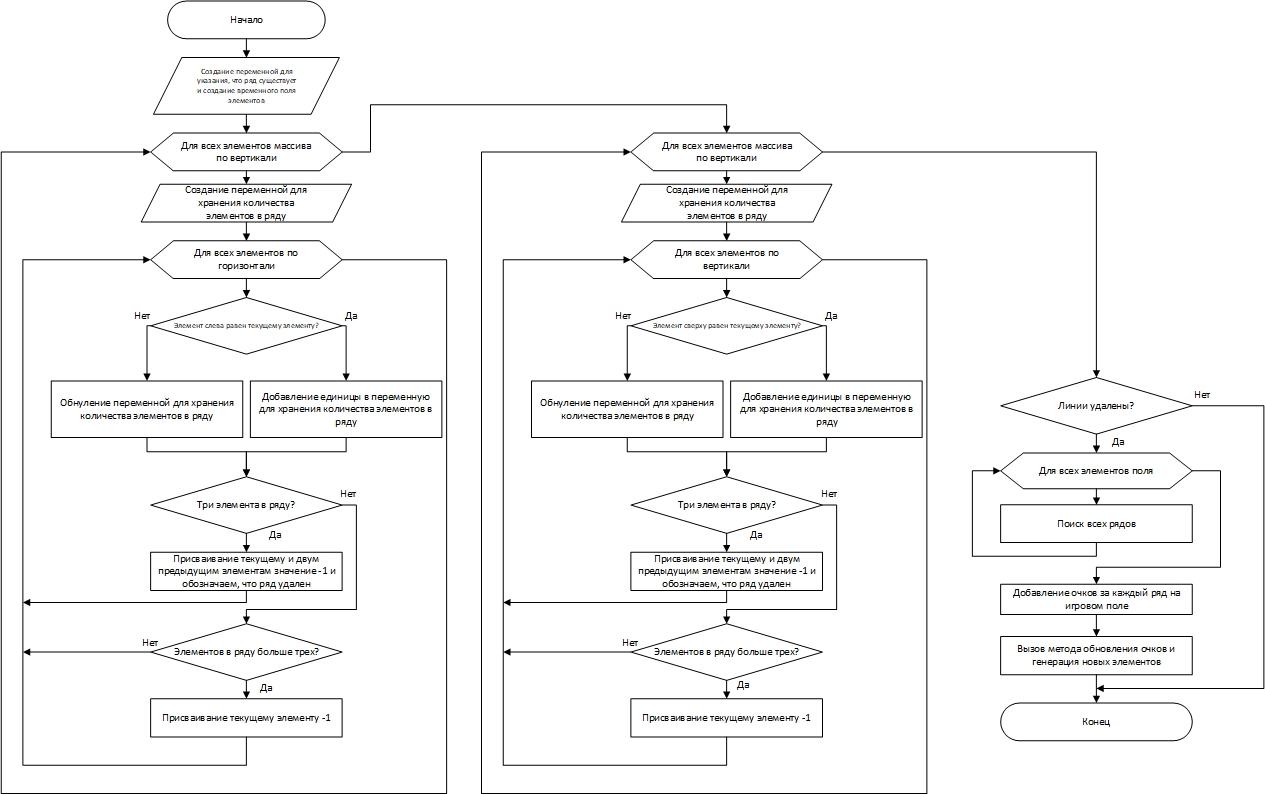 Начало
Создание переменной для
указания, что ряд существует
и создание временного поля
элементов
Для всех элементов массива
по вертикали
Создание переменной для
хранения количества
элементов в ряду
Для всех элементов по
горизонтали
Нет
Элемент слева равен текущему элементу?
Да
Обнуление переменной для хранения
количества элементов в ряду
Добавление единицы в переменную
для хранения количества элементов в
ряду
Три элемента в ряду?
Нет
Да
Присваивание текущему и двум
предыдущим элементам значение -1 и
обозначаем, что ряд удален
Нет
Элементов в ряду больше трех?
Да
Присваивание текущему элементу -1
Для всех элементов массива
по вертикали
Создание переменной для
хранения количества
элементов в ряду
Для всех элементов по
вертикали
Нет
Элемент сверху равен текущему элементу?
Да
Обнуление переменной для хранения
количества элементов в ряду
Добавление единицы в переменную
для хранения количества элементов в
ряду
Три элемента в ряду?
Нет
Да
Присваивание текущему и двум
предыдущим элементам значение -1 и
обозначаем, что ряд удален
Нет
Элементов в ряду больше трех?
Да
Присваивание текущему элементу -1
Линии удалены?
Нет
Да
Для всех элементов поля
Поиск всех рядов
Добавление очков за каждый ряд на
игровом поле
Вызов метода обновления очков и
генерация новых элементов
Конец